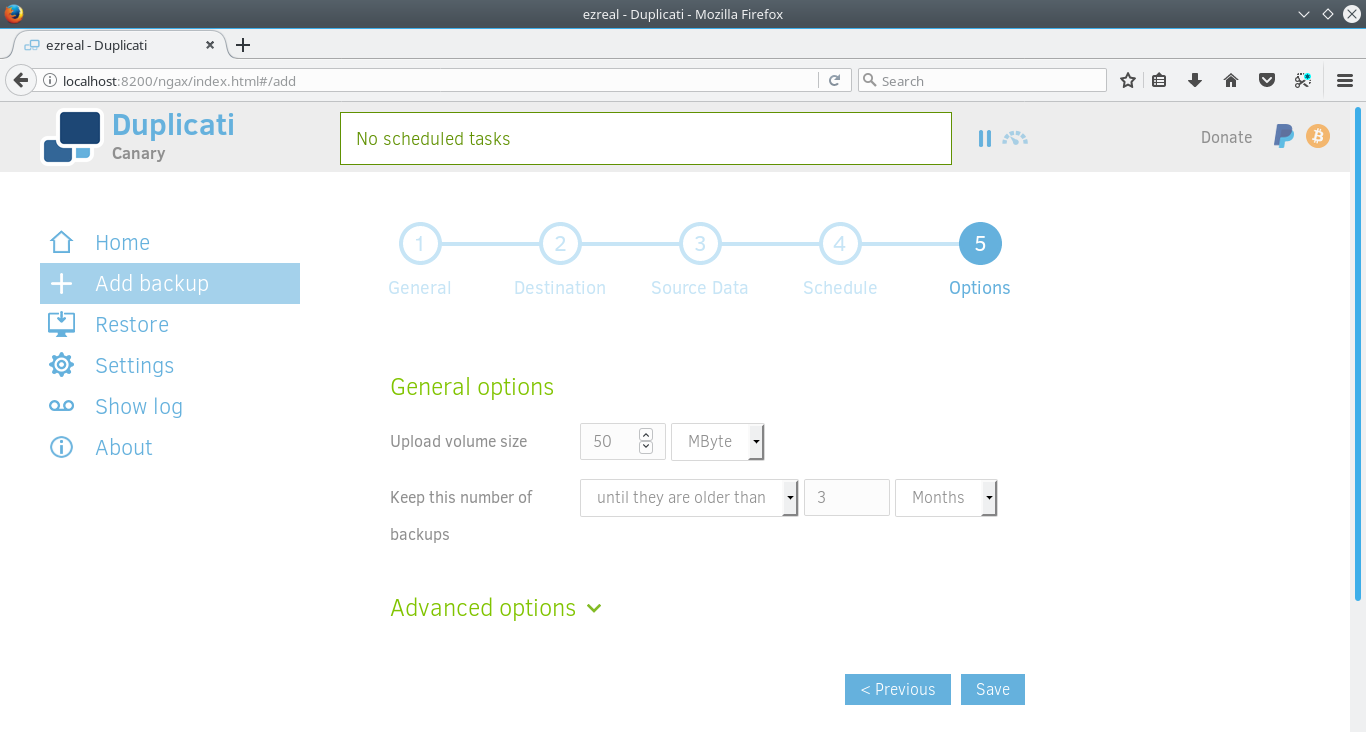 ezreal - Duplicati - Mozilla Firefox
ezreal - Duplicati
localhost:8200/ngax/index.html#/add
Search
Duplicati
Canary
No scheduled tasks
Donate
Home
Add backup
Restore
Settings
Show log
About
1 2 3 4 5
General Destination Source Data Schedule Options
General options
Upload volume size 50 MByte
Keep this number of until they are older than 3 Months
backups
Advanced options
< Previous Save